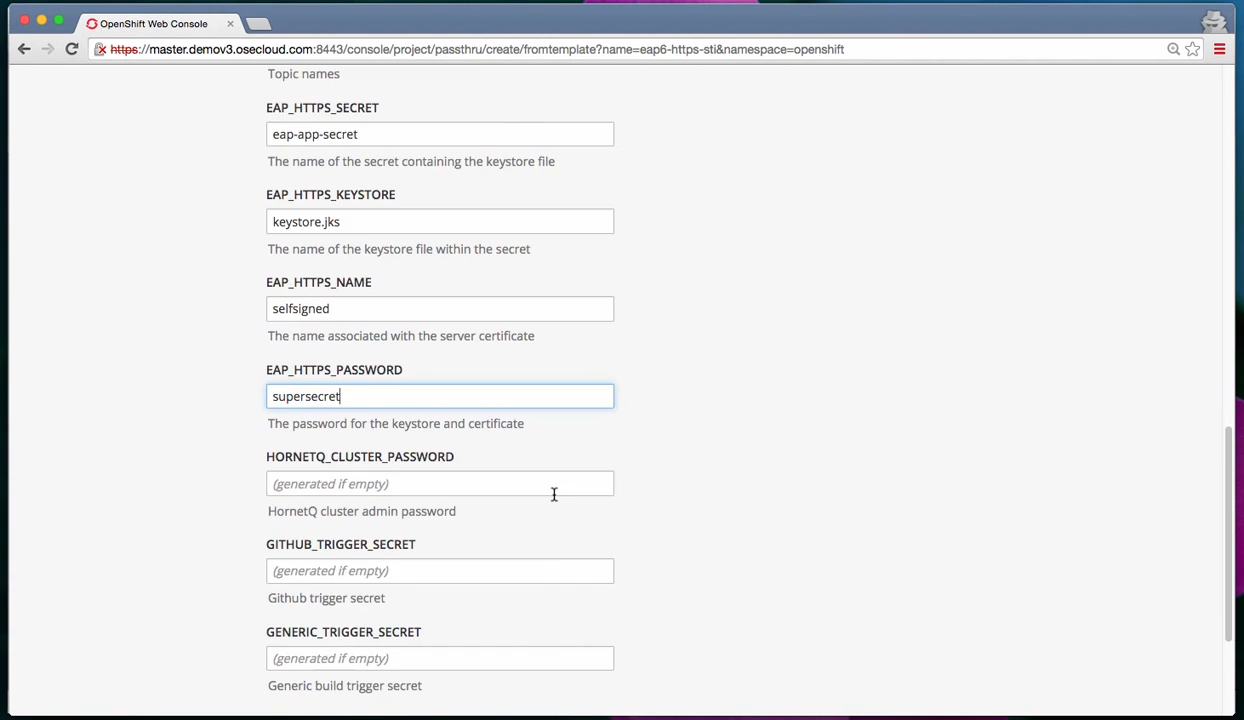 OpenShift Web Console
https://master.demov3.osecloud.com:8443/console/project/passthru/create/fromtemplate?name=eap6-https-sti&namespace=openshift
Topic names
EAP_HTTPS_SECRET
eap-app-secret
The name of the secret containing the keystore file
EAP_HTTPS_KEYSTORE
keystore.jks
The name of the keystore file within the secret
EAP_HTTPS_NAME
selfsigned
The name associated with the server certificate
EAP_HTTPS_PASSWORD
supersecret
The password for the keystore and certificate
HORNETQ_CLUSTER_PASSWORD
(generated if empty)
HornetQ cluster admin password
GITHUB_TRIGGER_SECRET
(generated if empty)
Github trigger secret
GENERIC_TRIGGER_SECRET
(generated if empty)
Generic build trigger secret